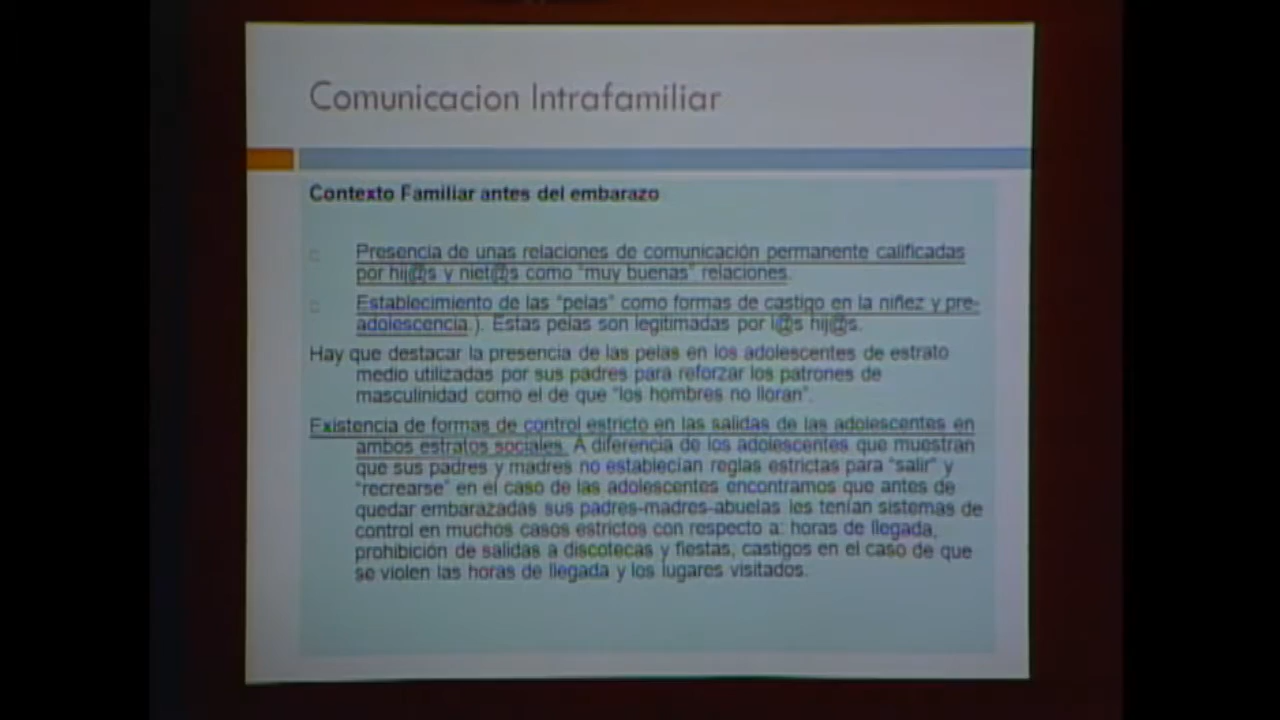 Comunicacion Intrafamiliar
Contexto Familiar antes del embarazo
Presencia de unas relaciones de comunicación permanente calificadas
por hij@s y niet@s como "muy buenas" relaciones.
Establecimiento de las "pelas" como formas de castigo en la niñez y pre-
adolescencia.). Estas pelas son legitimadas por l@s hij@s.
Hay que destacar la presencia de las pelas en los adolescentes de estrato
medio utilizadas por sus padres para reforzar los patrones de
masculinidad como el de que "los hombres no lloran".
Existencia de formas de control estricto en las salidas de las adolescentes en
ambos estratos sociales. A diferencia de los adolescentes que muestran
que sus padres y madres no establecían reglas estrictas para "salir" y
"recrearse" en el caso de las adolescentes encontramos que antes de
quedar embarazadas sus padres-madres-abuelas les tenían sistemas de
control en muchos casos estrictos con respecto a: horas de llegada,
prohibición de salidas a discotecas y fiestas, castigos en el caso de que
se violen las horas de llegada y los lugares visitados.